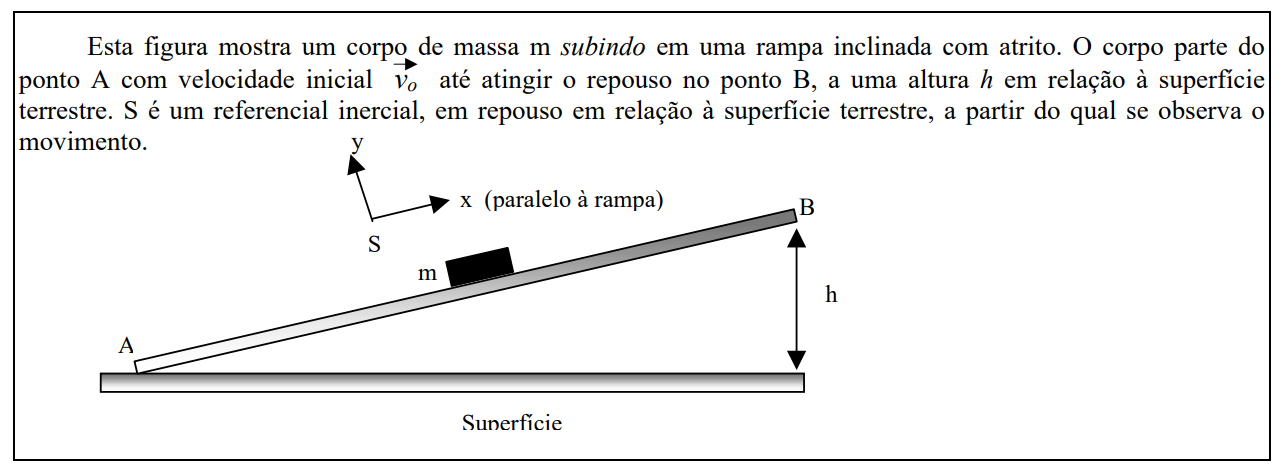 Esta figura mostra um corpo de massa m subindo em uma rampa inclinada com atrito. O corpo parte do
ponto A com velocidade inicial v⃗ₒ até atingir o repouso no ponto B, a uma altura h em relação à superfície
terrestre. S é um referencial inercial, em repouso em relação à superfície terrestre, a partir do qual se observa o
movimento.
y
x (paralelo à rampa)
B
S
m
h
A
Superfície